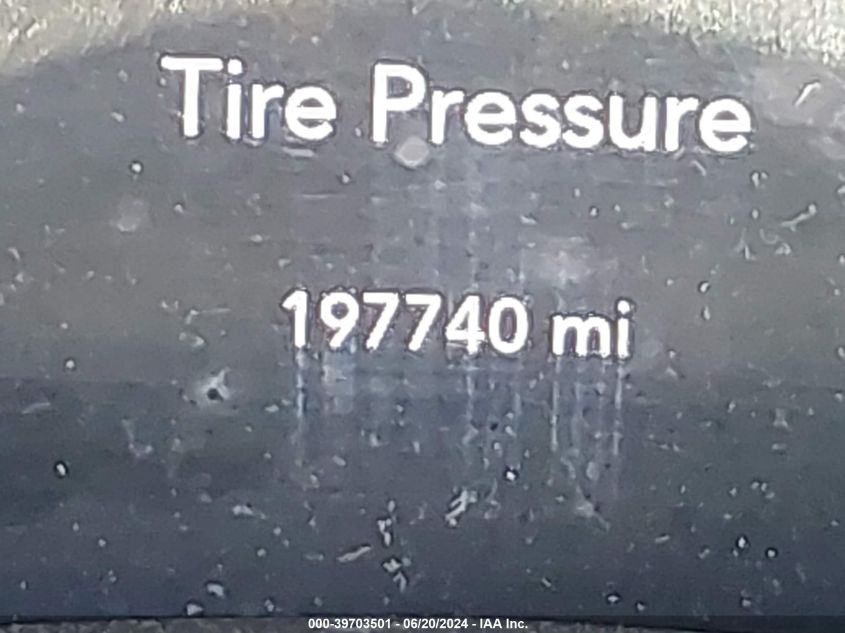 Tire Pressure
197740 mi
000-39703501 - 06/20/2024 - IAA Inc.